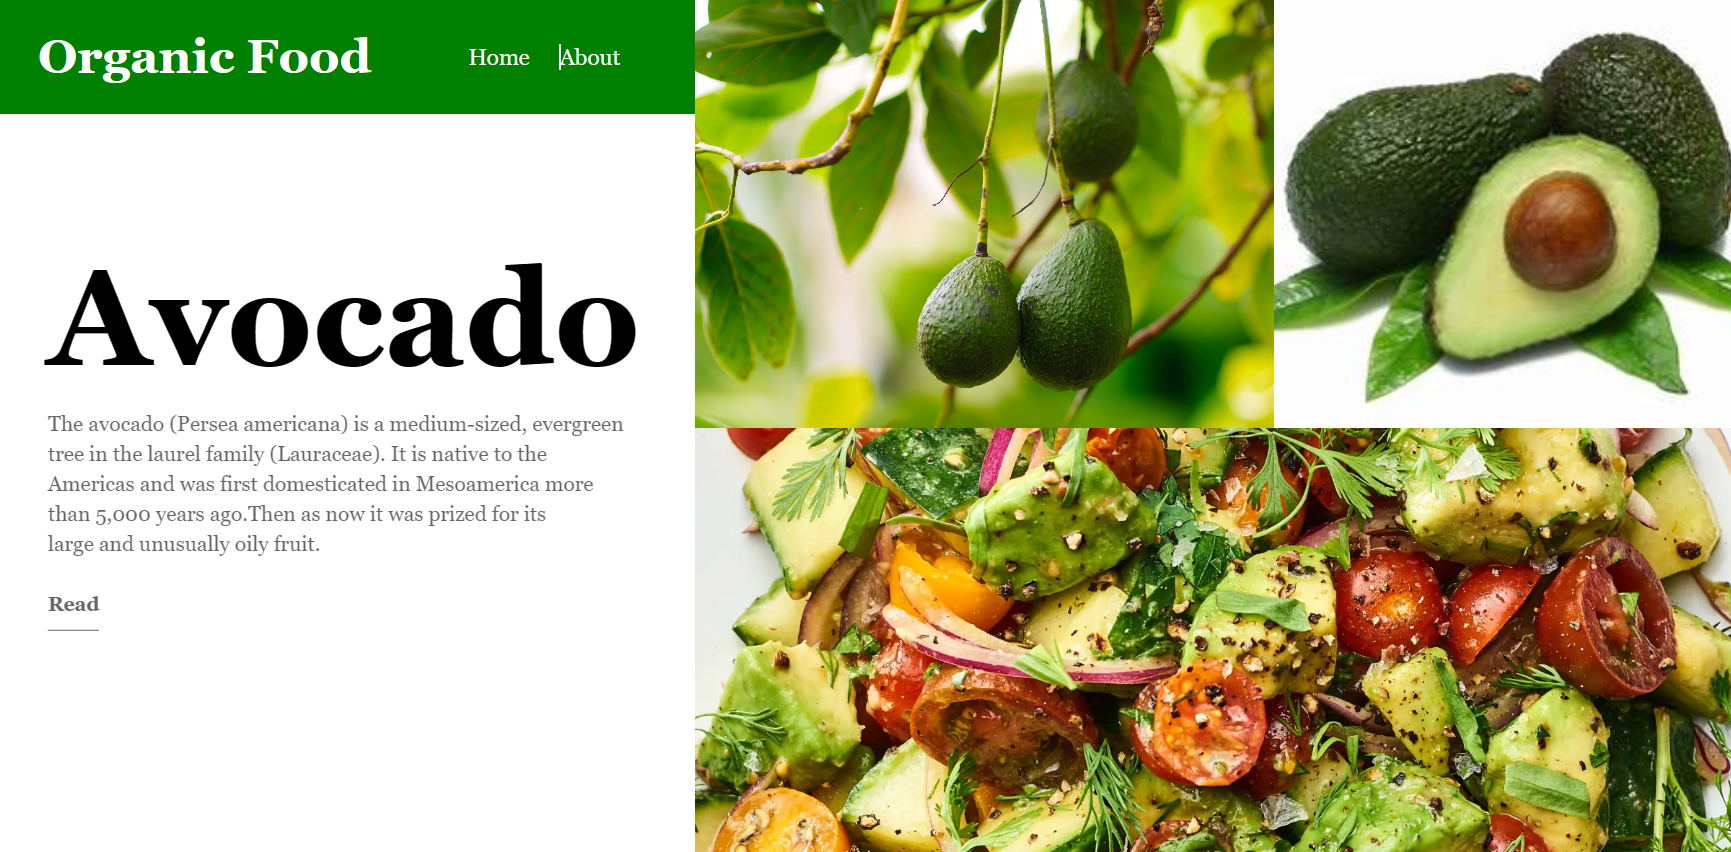 Organic Food
Home About
Avocado
The avocado (Persea americana) is a medium-sized, evergreen
tree in the laurel family (Lauraceae). It is native to the
Americas and was first domesticated in Mesoamerica more
than 5,000 years ago.Then as now it was prized for its
large and unusually oily fruit.
Read